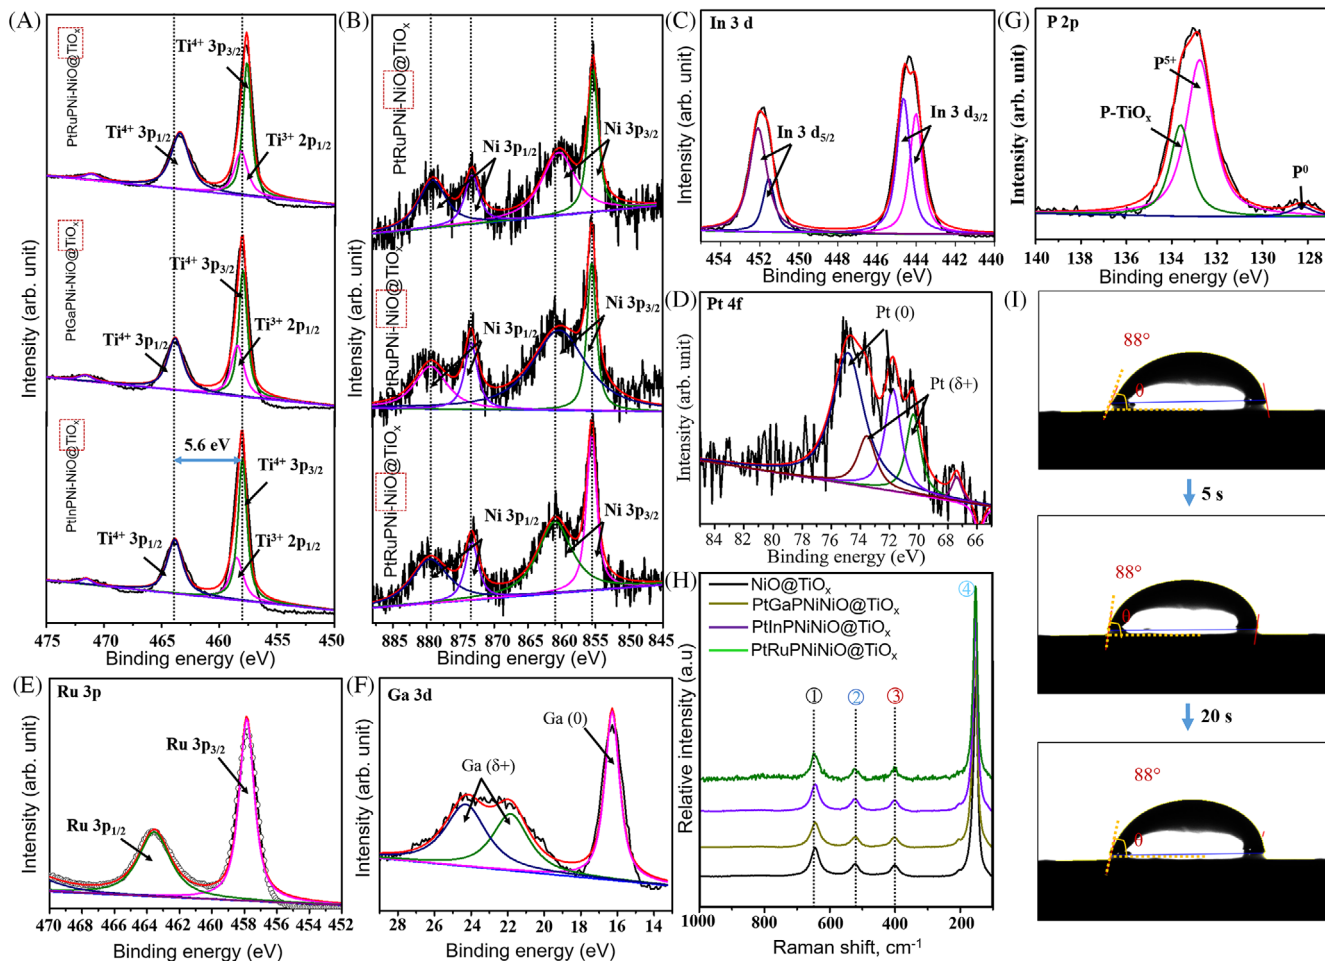 (A)
PtRuPNi-NiO@TiOx
Ti4+ 3p3/2
Ti4+ 3p1/2
Ti3+ 2p1/2
PtGaPNi-NiO@TiOx
Ti4+ 3p3/2
Ti4+ 3p1/2
Ti3+ 2p1/2
PtInPNi-NiO@TiOx
5.6 eV
Ti4+ 3p3/2
Ti4+ 3p1/2
Ti3+ 2p1/2
Intensity (arb. unit)
475 470 465 460 455 450
Binding energy (eV)
(B)
PtRuPNi-NiO@TiOx
Ni 3p1/2
Ni 3p3/2
PtRuPNi-NiO@TiOx
Ni 3p1/2
Ni 3p3/2
PtRuPNi-NiO@TiOx
Ni 3p1/2
Ni 3p3/2
Intensity (arb. unit)
885 880 875 870 865 860 855 850 845
Binding energy (eV)
(C)
In 3 d
In 3 d5/2
In 3 d3/2
Intensity (arb. unit)
454 452 450 448 446 444 442 440
Binding energy (eV)
(D)
Pt 4f
Pt (0)
Pt (δ+)
Intensity (arb. unit)
84 82 80 78 76 74 72 70 68 66
Binding energy (eV)
(E)
Ru 3p
Ru 3p3/2
Ru 3p1/2
Intensity (arb. unit)
470 468 466 464 462 460 458 456 454 452
Binding energy (eV)
(F)
Ga 3d
Ga (0)
Ga (δ+)
Intensity (arb. unit)
28 26 24 22 20 18 16 14
Binding energy (eV)
(G)
P 2p
P5+
P-TiOx
P0
Intensity (arb. unit)
140 138 136 134 132 130 128
Binding energy (eV)
(H)
NiO@TiOx
PtGaPNiNiO@TiOx
PtInPNiNiO@TiOx
PtRuPNiNiO@TiOx
① ② ③ ④
Relative intensity (a.u)
1000 800 600 400 200
Raman shift, cm-1
(I)
88°
θ
5 s
88°
θ
20 s
88°
θ